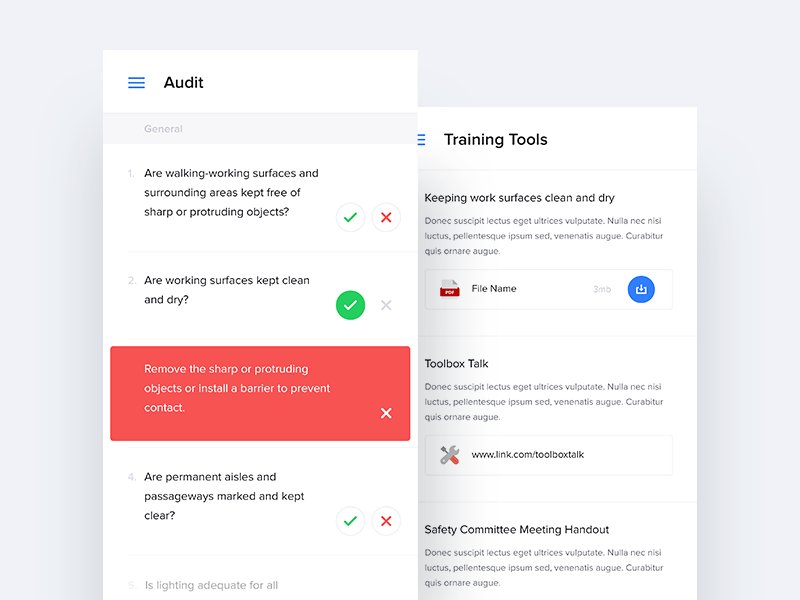 Audit
General
1. Are walking-working surfaces and
surrounding areas kept free of
sharp or protruding objects?
2. Are working surfaces kept clean
and dry?
Remove the sharp or protruding
objects or install a barrier to prevent
contact.
4. Are permanent aisles and
passageways marked and kept
clear?
5. Is lighting adequate for all
Training Tools
Keeping work surfaces clean and dry
Donec suscipit lectus eget ultrices vulputate. Nulla nec nisi
luctus, pellentesque ipsum sed, venenatis augue. Curabitur
quis ornare augue.
PDF File Name 3mb
Toolbox Talk
Donec suscipit lectus eget ultrices vulputate. Nulla nec nisi
luctus, pellentesque ipsum sed, venenatis augue. Curabitur
quis ornare augue.
www.link.com/toolboxtalk
Safety Committee Meeting Handout
Donec suscipit lectus eget ultrices vulputate. Nulla nec nisi
luctus, pellentesque ipsum sed, venenatis augue. Curabitur
quis ornare augue.